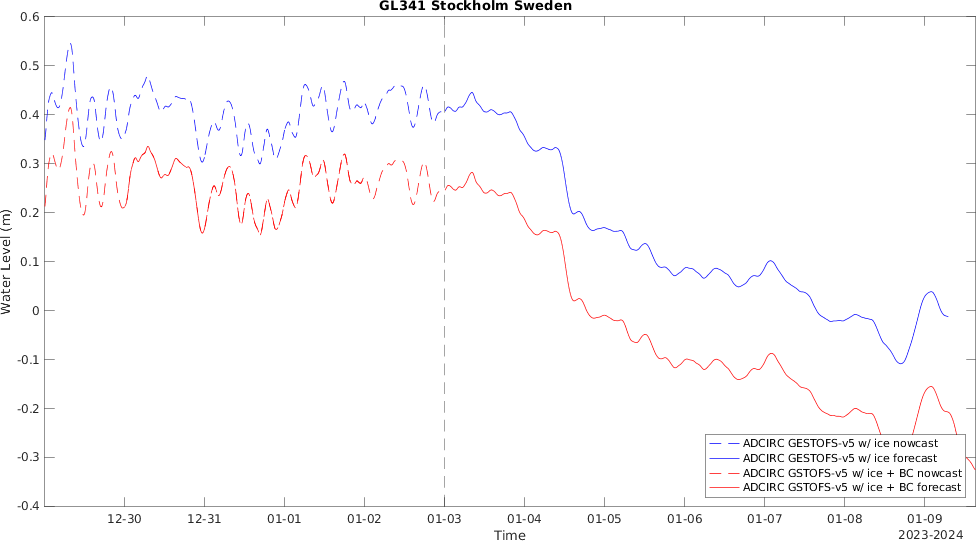 GL341 Stockholm Sweden
0.6
0.5
0.4
0.3
0.2
0.1
0
-0.1
-0.2
-0.3
-0.4
Water Level (m)
ADCIRC GESTOFS-v5 w/ ice nowcast
ADCIRC GESTOFS-v5 w/ ice forecast
ADCIRC GSTOFS-v5 w/ ice + BC nowcast
ADCIRC GSTOFS-v5 w/ ice + BC forecast
12-30 12-31 01-01 01-02 01-03 01-04 01-05 01-06 01-07 01-08 01-09
Time
2023-2024